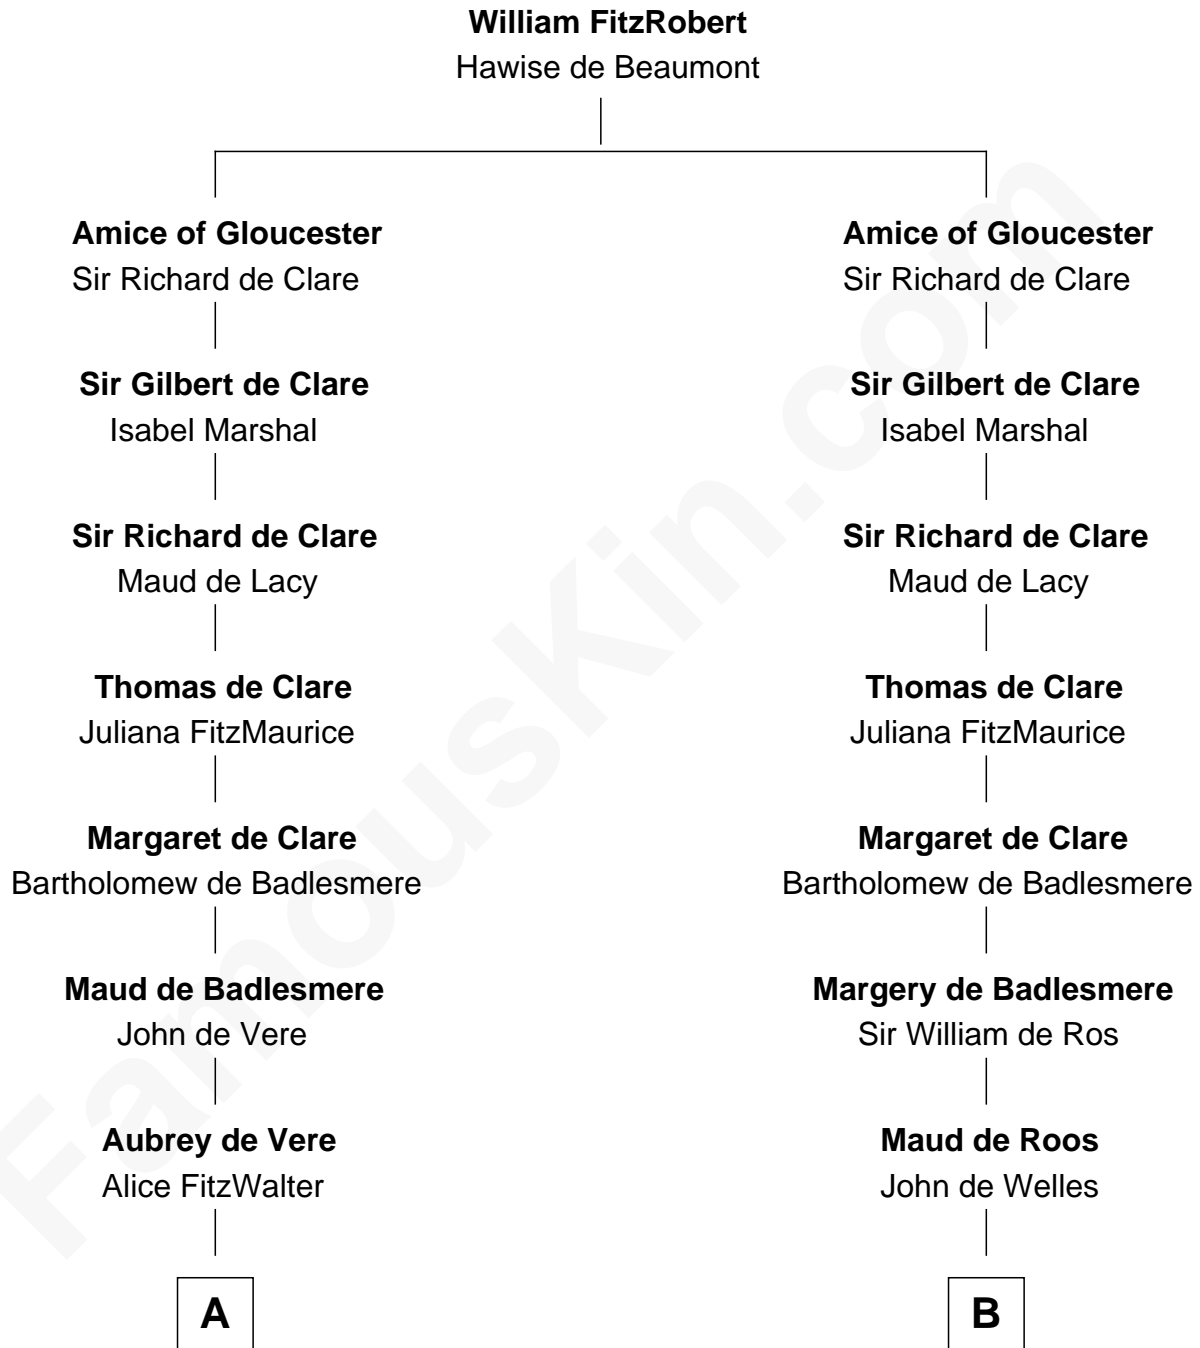 William FitzRobert
Hawise de Beaumont
Amice of Gloucester
Sir Richard de Clare
Amice of Gloucester
Sir Richard de Clare
Sir Gilbert de Clare
Isabel Marshal
Sir Gilbert de Clare
Isabel Marshal
Sir Richard de Clare
Maud de Lacy
Sir Richard de Clare
Maud de Lacy
Thomas de Clare
Juliana FitzMaurice
Thomas de Clare
Juliana FitzMaurice
Margaret de Clare
Bartholomew de Badlesmere
Margaret de Clare
Bartholomew de Badlesmere
Maud de Badlesmere
John de Vere
Margery de Badlesmere
Sir William de Ros
Aubrey de Vere
Alice FitzWalter
Maud de Roos
John de Welles
A
B
FamousKin.com